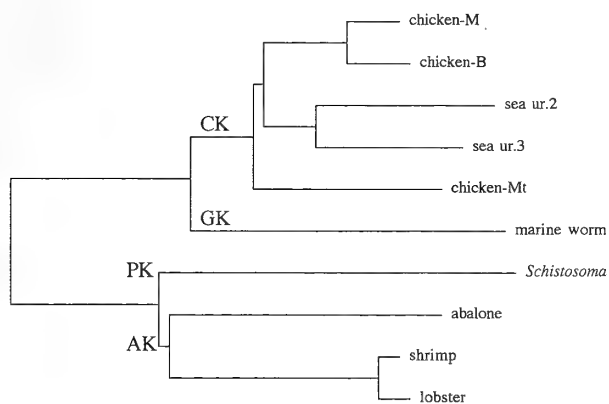 chicken-M
chicken-B
sea ur.2
CK
sea ur.3
chicken-Mt
GK
marine worm
PK
Schistosoma
abalone
AK
shrimp
lobster